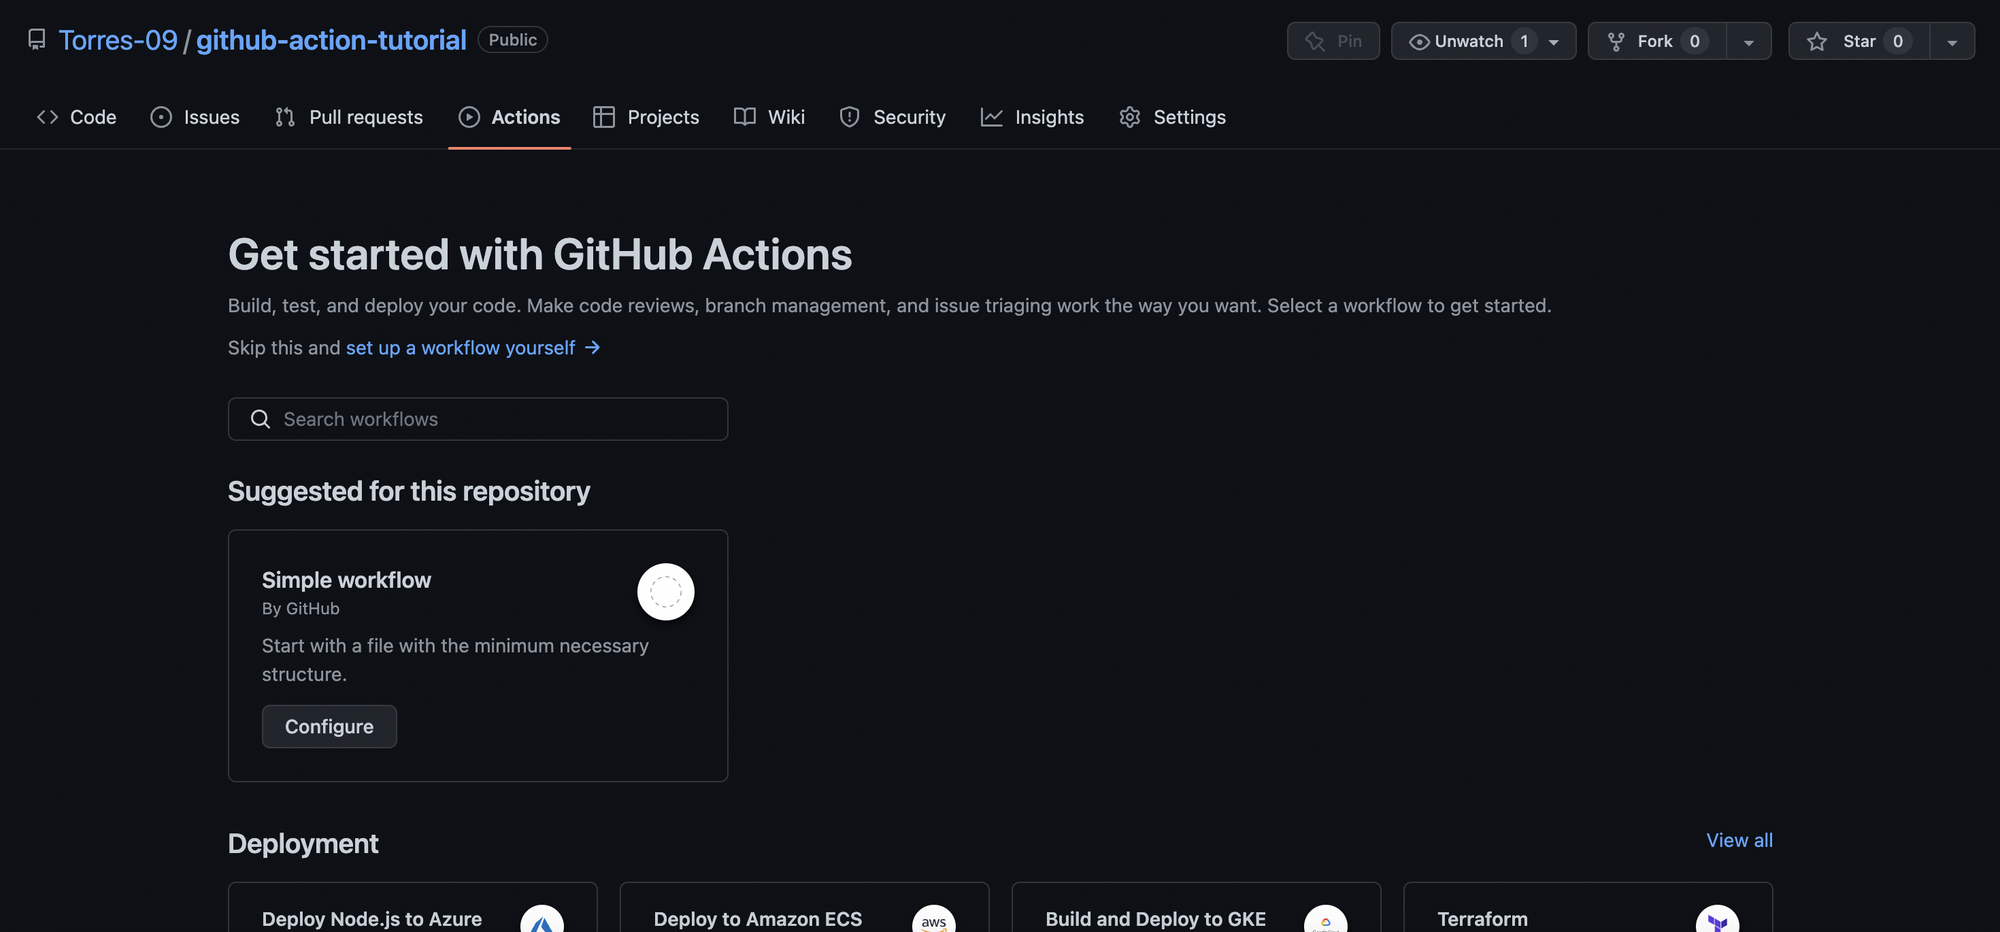 Torres-09 / github-action-tutorial Public Pin Unwatch 1 Fork 0 Star 0
Code Issues Pull requests Actions Projects Wiki Security Insights Settings
Get started with GitHub Actions
Build, test, and deploy your code. Make code reviews, branch management, and issue triaging work the way you want. Select a workflow to get started.
Skip this and set up a workflow yourself →
Search workflows
Suggested for this repository
Simple workflow
By GitHub
Start with a file with the minimum necessary
structure.
Configure
Deployment View all
Deploy Node.js to Azure Deploy to Amazon ECS aws Build and Deploy to GKE Terraform